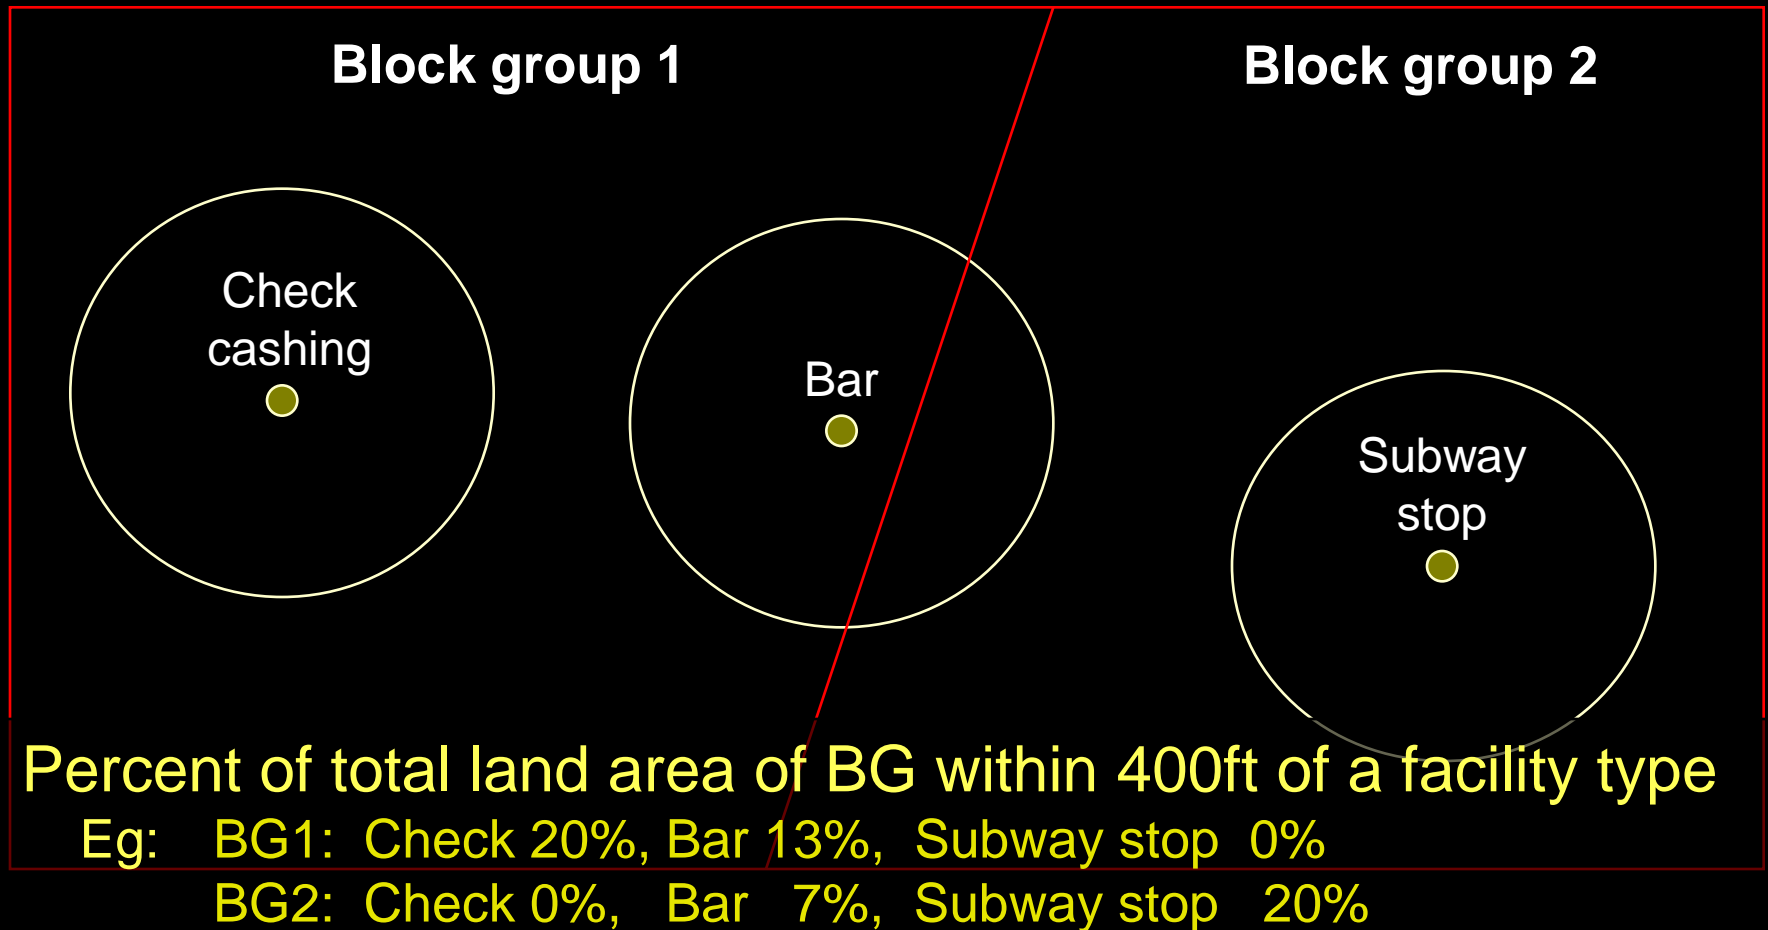 Block group 1
Block group 2
Check
cashing
Bar
Subway
stop
Percent of total land area of BG within 400ft of a facility type
Eg: BG1: Check 20%, Bar 13%, Subway stop 0%
BG2: Check 0%, Bar 7%, Subway stop 20%